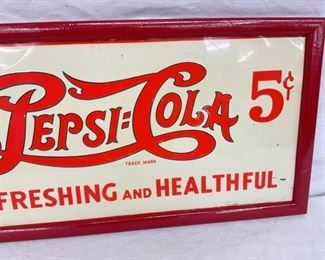 PEPSI=COLA 5¢
TRADE MARK
FRESHING AND HEALTHFUL